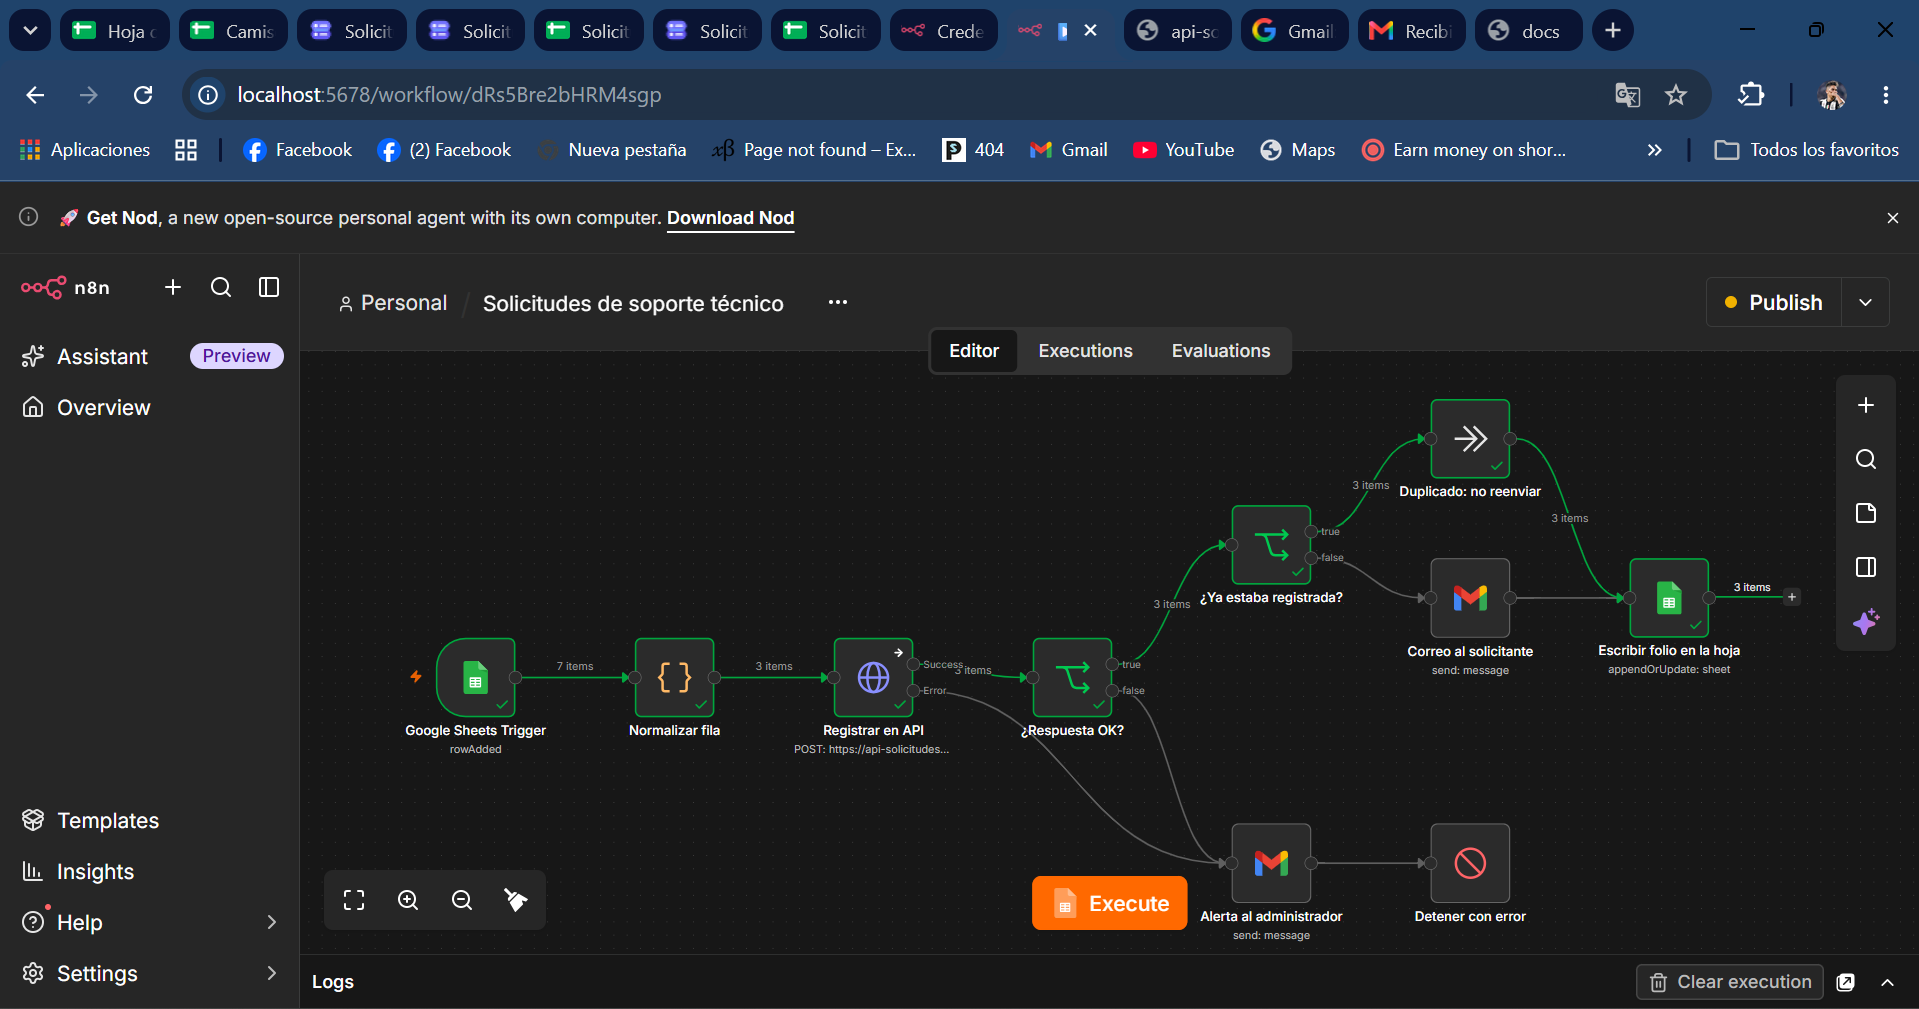 Hoja c
Camis
Solicit
Solicit
Solicit
Solicit
Solicit
Crede
api-sc
Gmail
Recibi
docs
localhost:5678/workflow/dRs5Bre2bHRM4sgp
Aplicaciones
Facebook
(2) Facebook
Nueva pestaña
Page not found – Ex...
404
Gmail
YouTube
Maps
Earn money on shor...
Todos los favoritos
🚀 Get Nod, a new open-source personal agent with its own computer. Download Nod
n8n
Personal / Solicitudes de soporte técnico
Publish
Assistant
Preview
Overview
Editor
Executions
Evaluations
3 items
Duplicado: no reenviar
3 items
true
false
3 items
¿Ya estaba registrada?
3 items
Correo al solicitante
send: message
Escribir folio en la hoja
appendOrUpdate: sheet
7 items
3 items
Success
3 items
Error
true
false
Google Sheets Trigger
rowAdded
Normalizar fila
Registrar en API
POST: https://api-solicitudes...
¿Respuesta OK?
Templates
Insights
Help
Settings
Execute
Alerta al administrador
send: message
Detener con error
Logs
Clear execution